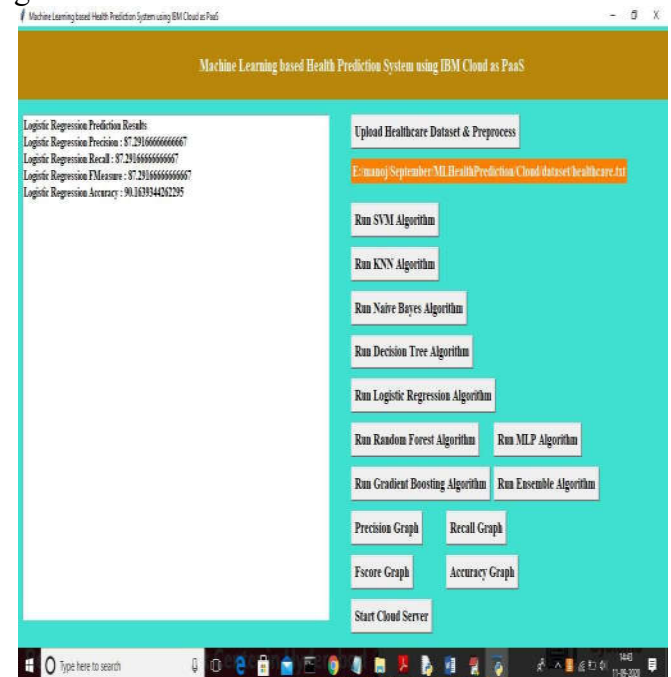 Machine Learning based Health Prediction System using IBM Cloud as PaaS
Machine Learning based Health Prediction System using IBM Cloud as PaaS
Logistic Regression Prediction Results
Logistic Regression Precision : 87.29166666666667
Logistic Regression Recall : 87.29166666666667
Logistic Regression FMeasure : 87.29166666666667
Logistic Regression Accuracy : 90.1639344262295
Upload Healthcare Dataset & Preprocess
E:/manoj/September/MLHealthPrediction/Cloud/dataset/healthcare.txt
Run SVM Algorithm
Run KNN Algorithm
Run Naive Bayes Algorithm
Run Decision Tree Algorithm
Run Logistic Regression Algorithm
Run Random Forest Algorithm Run MLP Algorithm
Run Gradient Boosting Algorithm Run Ensemble Algorithm
Precision Graph Recall Graph
Fscore Graph Accuracy Graph
Start Cloud Server
Type here to search